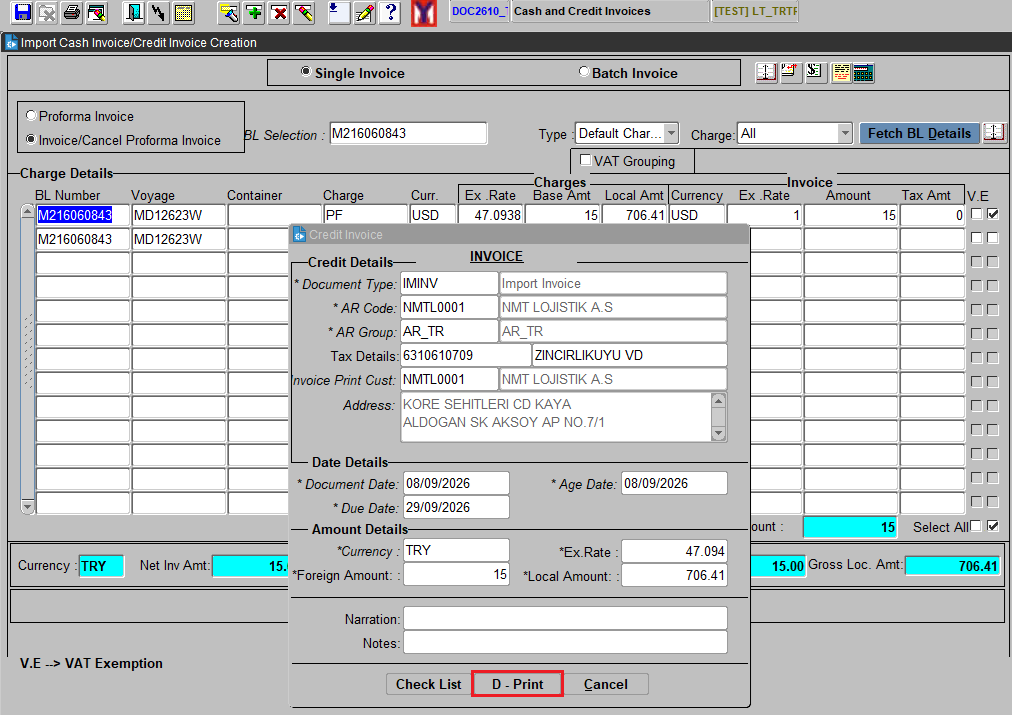 DOC2610_ Cash and Credit Invoices [TEST] LT_TRTF
Import Cash Invoice/Credit Invoice Creation
Single Invoice Batch Invoice
Proforma Invoice
Invoice/Cancel Proforma Invoice
BL Selection : M216060843 Type : Default Char... Charge: All Fetch BL Details
VAT Grouping
Charge Details
Charges Invoice
BL Number Voyage Container Charge Curr. Ex .Rate Base Amt Local Amt Currency Ex .Rate Amount Tax Amt V.E
M216060843 MD12623W PF USD 47.0938 15 706.41 USD 1 15 0
M216060843 MD12623W
Credit Invoice
INVOICE
Credit Details
* Document Type: IMINV Import Invoice
* AR Code: NMTL0001 NMT LOJISTIK A.S
* AR Group: AR_TR AR_TR
Tax Details: 6310610709 ZINCIRLIKUYU VD
Invoice Print Cust: NMTL0001 NMT LOJISTIK A.S
Address: KORE SEHITLERI CD KAYA
ALDOGAN SK AKSOY AP NO.7/1
Date Details
* Document Date: 08/09/2026 * Age Date: 08/09/2026
* Due Date: 29/09/2026
Amount Details
*Currency : TRY *Ex.Rate : 47.094
*Foreign Amount: : 15 *Local Amount: : 706.41
Narration:
Notes:
Check List D - Print Cancel
ount : 15 Select All
Currency : TRY Net Inv Amt: 15. 15.00 Gross Loc. Amt: 706.41
V.E --> VAT Exemption